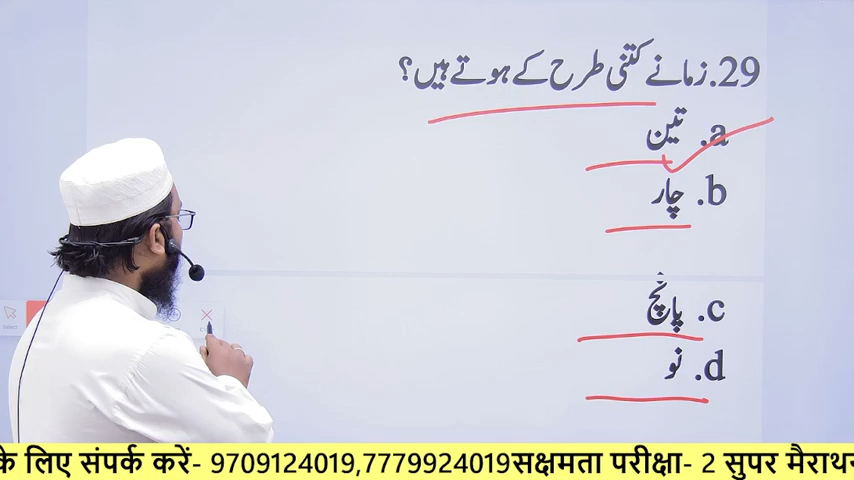 29. زمانے کتنی طرح کے ہوتے ہیں؟
a. تین
b. چار
c. پانچ
d. نو
Select
के लिए संपर्क करें- 9709124019,7779924019सक्षमता परीक्षा- 2 सुपर मैराथन